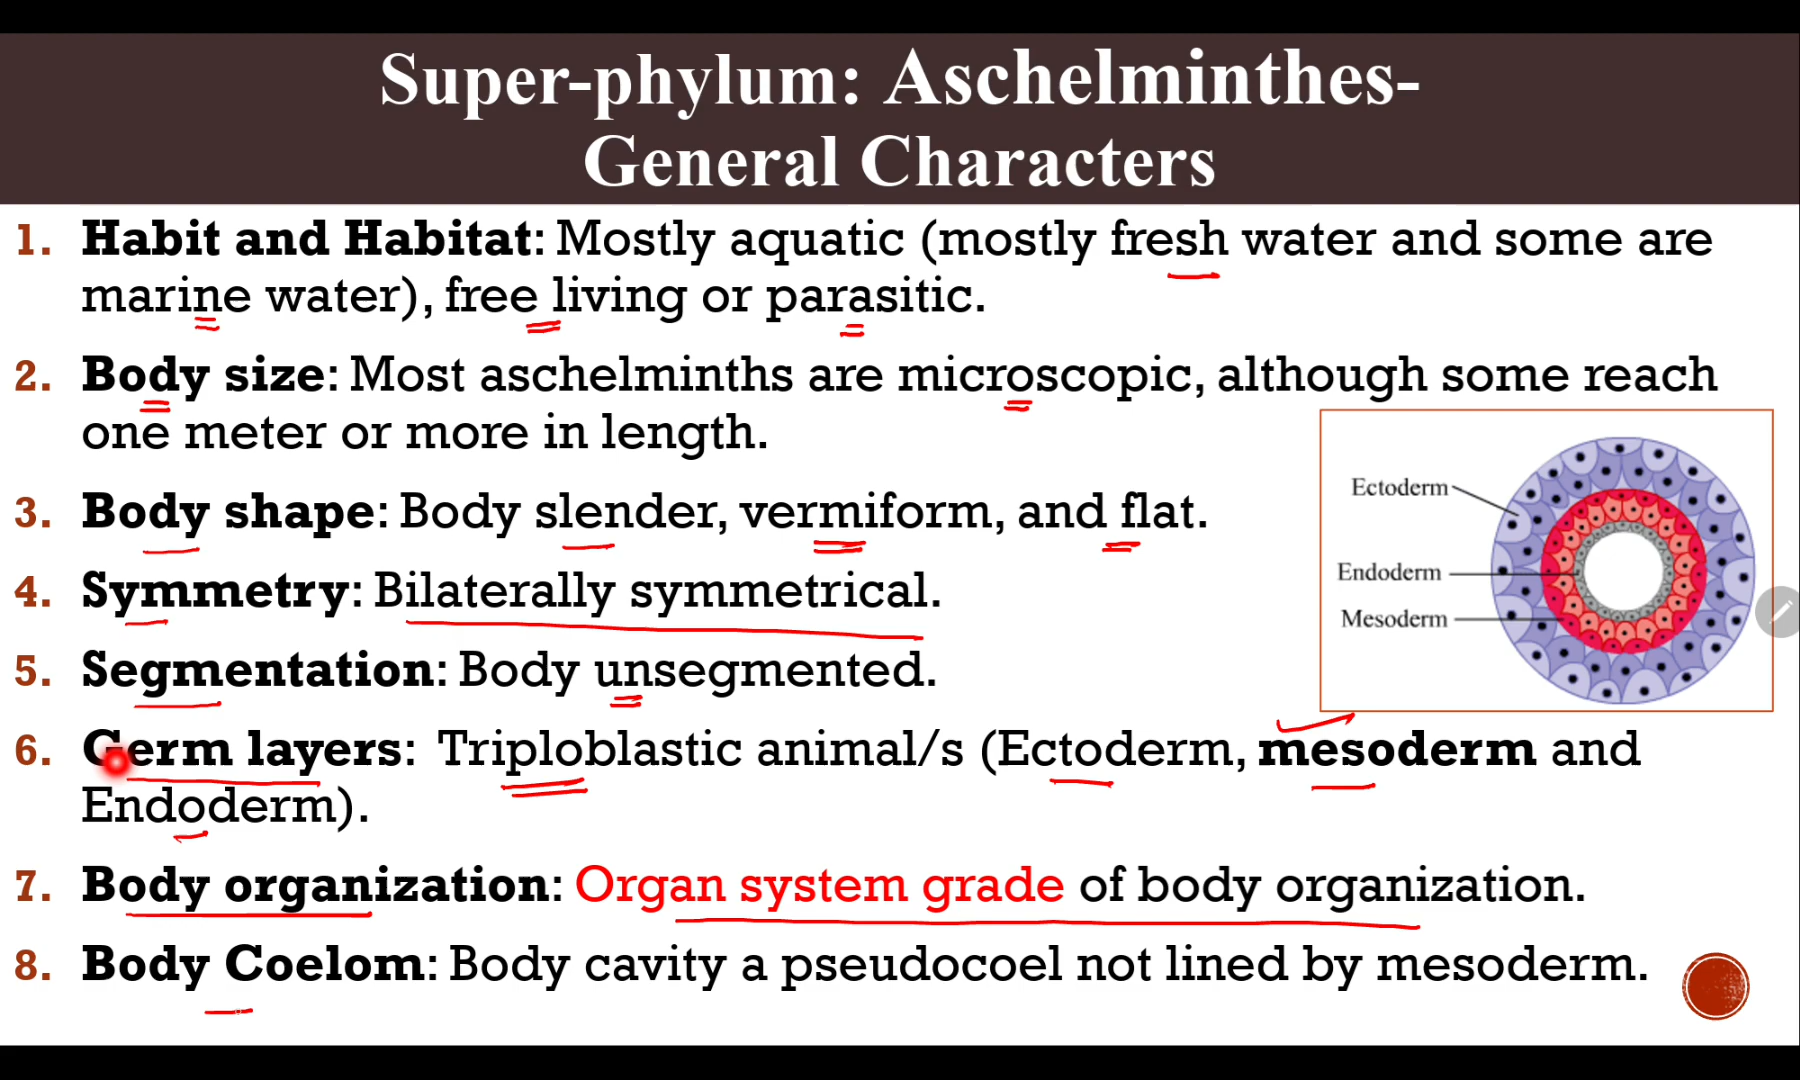 Super-phylum: Aschelminthes-
General Characters
1. Habit and Habitat: Mostly aquatic (mostly fresh water and some are
marine water), free living or parasitic.
2. Body size: Most aschelminths are microscopic, although some reach
one meter or more in length.
3. Body shape: Body slender, vermiform, and flat.
4. Symmetry: Bilaterally symmetrical.
5. Segmentation: Body unsegmented.
6. Germ layers: Triploblastic animal/s (Ectoderm, mesoderm and
Endoderm).
7. Body organization: Organ system grade of body organization.
8. Body Coelom: Body cavity a pseudocoel not lined by mesoderm.
Ectoderm
Endoderm
Mesoderm